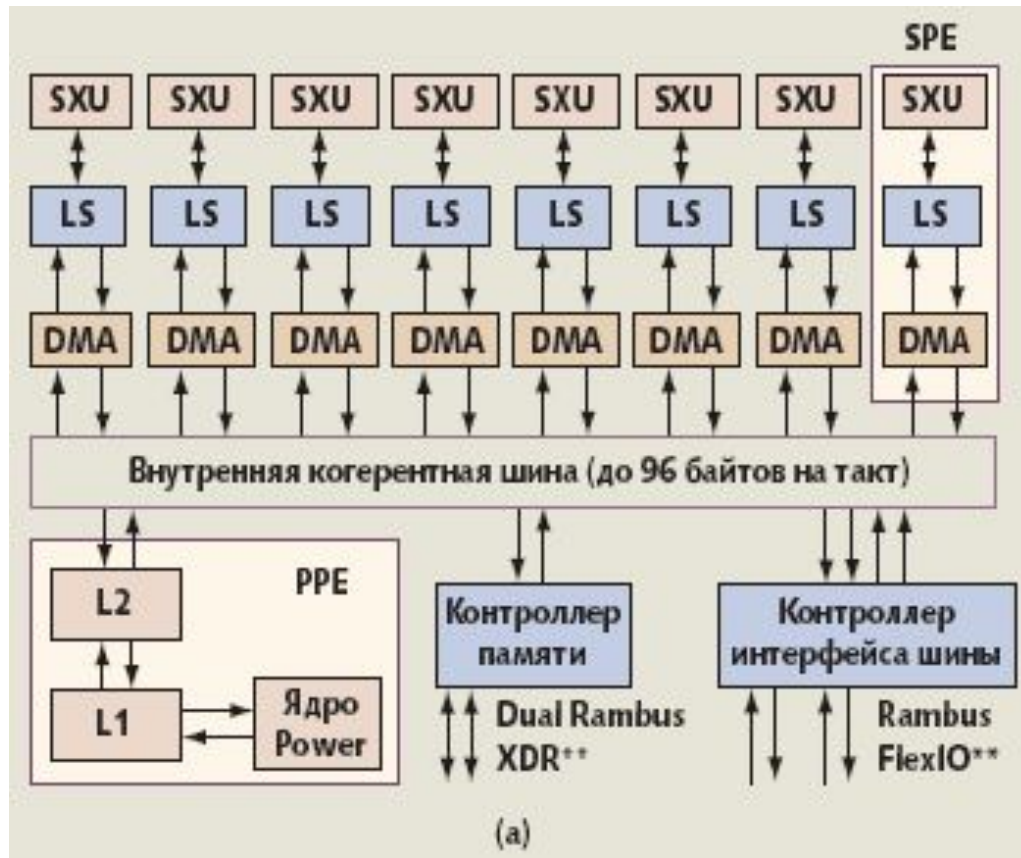 SPE
SXU SXU SXU SXU SXU SXU SXU SXU
LS LS LS LS LS LS LS LS
DMA DMA DMA DMA DMA DMA DMA DMA
Внутренняя когерентная шина (до 96 байтов на такт)
PPE
L2
L1
Ядро
Power
Контроллер
памяти
Dual Rambus
XDR**
Контроллер
интерфейса шины
Rambus
FlexIO**
(a)